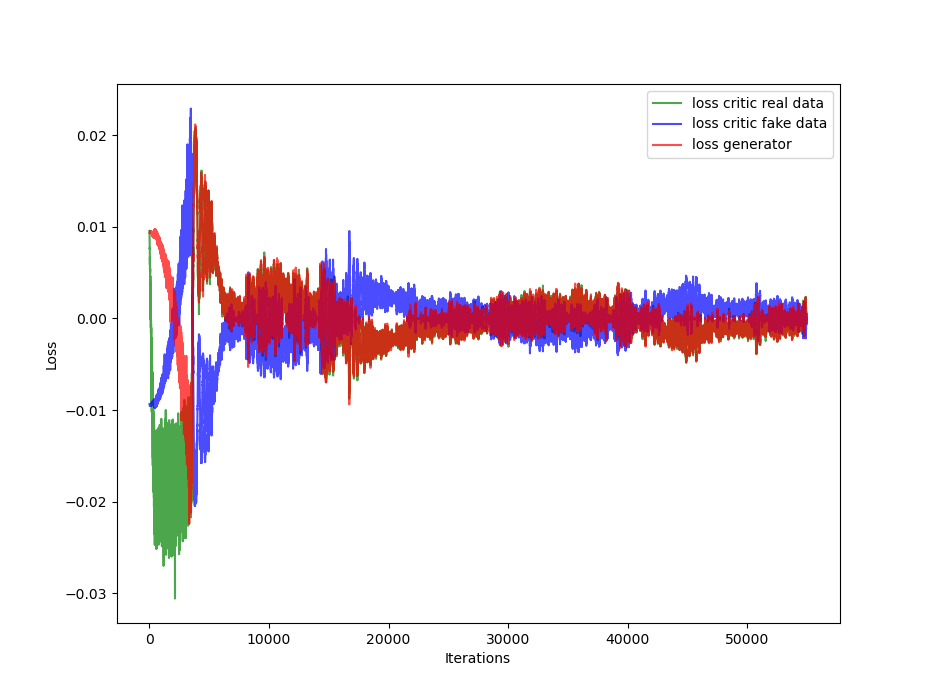 loss critic real data
loss critic fake data
loss generator
0.02
0.01
0.00
−0.01
−0.02
−0.03
Loss
0 10000 20000 30000 40000 50000
Iterations